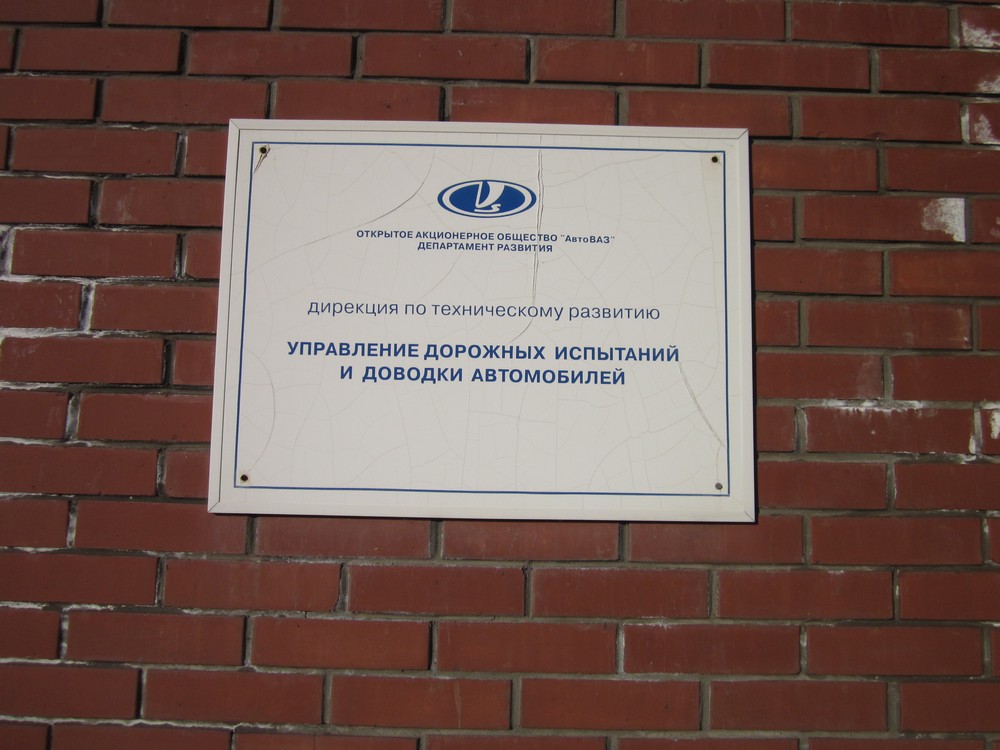 ОТКРЫТОЕ АКЦИОНЕРНОЕ ОБЩЕСТВО "АвтоВАЗ"
ДЕПАРТАМЕНТ РАЗВИТИЯ
дирекция по техническому развитию
УПРАВЛЕНИЕ ДОРОЖНЫХ ИСПЫТАНИЙ
И ДОВОДКИ АВТОМОБИЛЕЙ